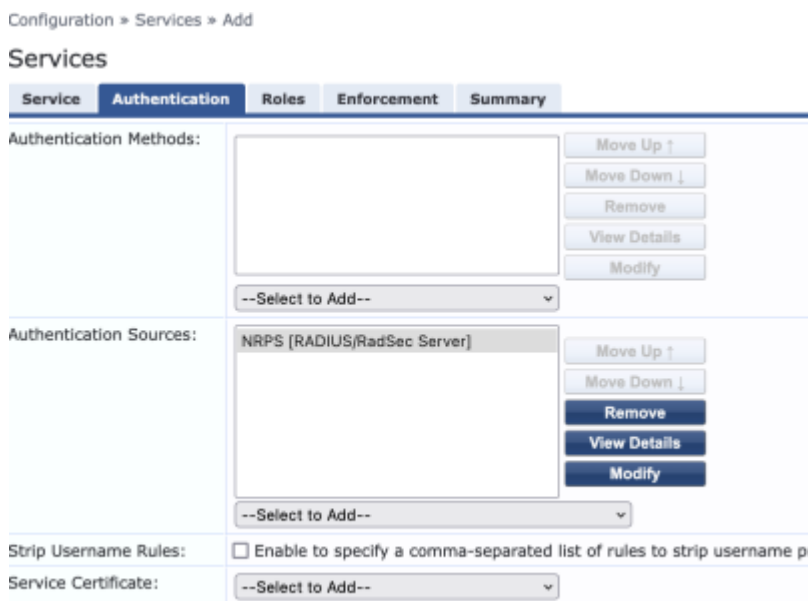 Configuration » Services » Add
Services
Service Authentication Roles Enforcement Summary
Authentication Methods:
Move Up ↑
Move Down ↓
Remove
View Details
Modify
--Select to Add--
Authentication Sources:
NRPS [RADIUS/RadSec Server]
Move Up ↑
Move Down ↓
Remove
View Details
Modify
--Select to Add--
Strip Username Rules: Enable to specify a comma-separated list of rules to strip username
Service Certificate: --Select to Add--